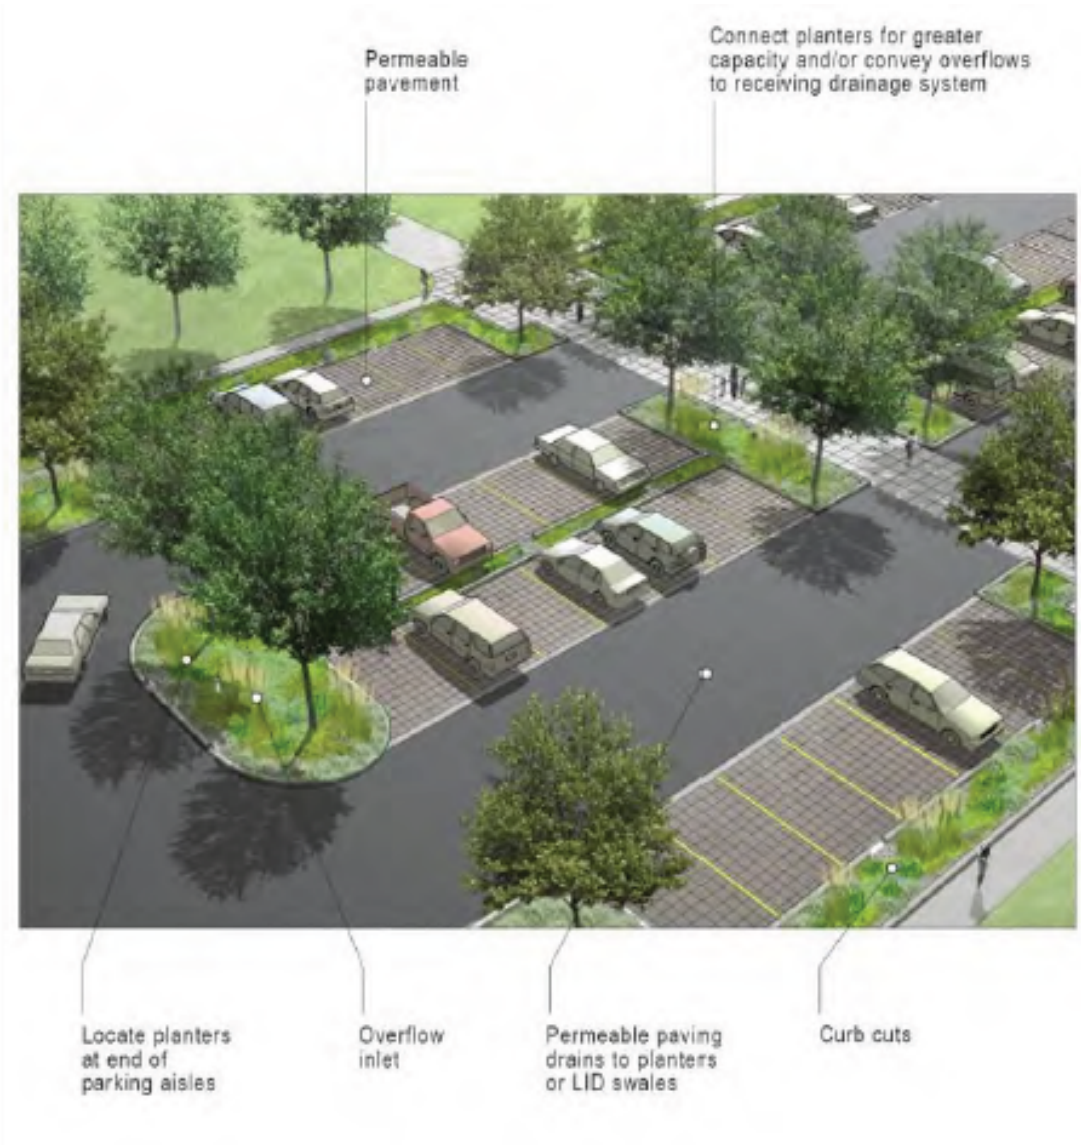 Permeable
pavement
Connect planters for greater
capacity and/or convey overflows
to receiving drainage system
Locate planters
at end of
parking aisles
Overflow
inlet
Permeable paving
drains to planters
or LID swales
Curb cuts